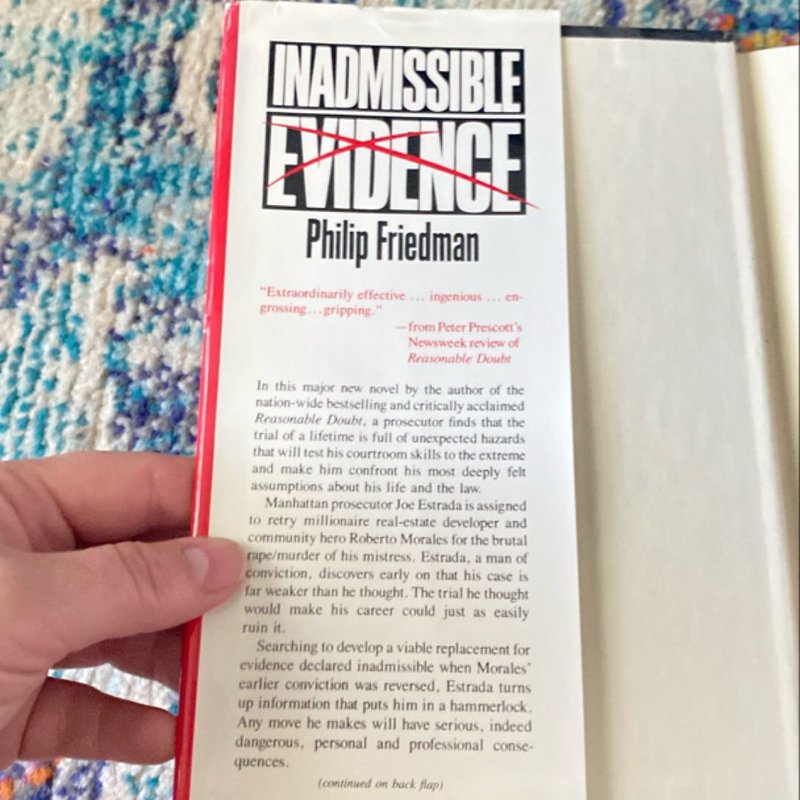 INADMISSIBLE
EVIDENCE
Philip Friedman
"Extraordinarily effective ... ingenious ... en-
grossing...gripping."
—from Peter Prescott's
Newsweek review of
Reasonable Doubt
In this major new novel by the author of the
nation-wide bestselling and critically acclaimed
Reasonable Doubt, a prosecutor finds that the
trial of a lifetime is full of unexpected hazards
that will test his courtroom skills to the extreme
and make him confront his most deeply felt
assumptions about his life and the law.
Manhattan prosecutor Joe Estrada is assigned
to retry millionaire real-estate developer and
community hero Roberto Morales for the brutal
rape/murder of his mistress. Estrada, a man of
conviction, discovers early on that his case is
far weaker than he thought. The trial he thought
would make his career could just as easily
ruin it.
Searching to develop a viable replacement for
evidence declared inadmissible when Morales'
earlier conviction was reversed, Estrada turns
up information that puts him in a hammerlock.
Any move he makes will have serious, indeed
dangerous, personal and professional conse-
quences.
(continued on back flap)